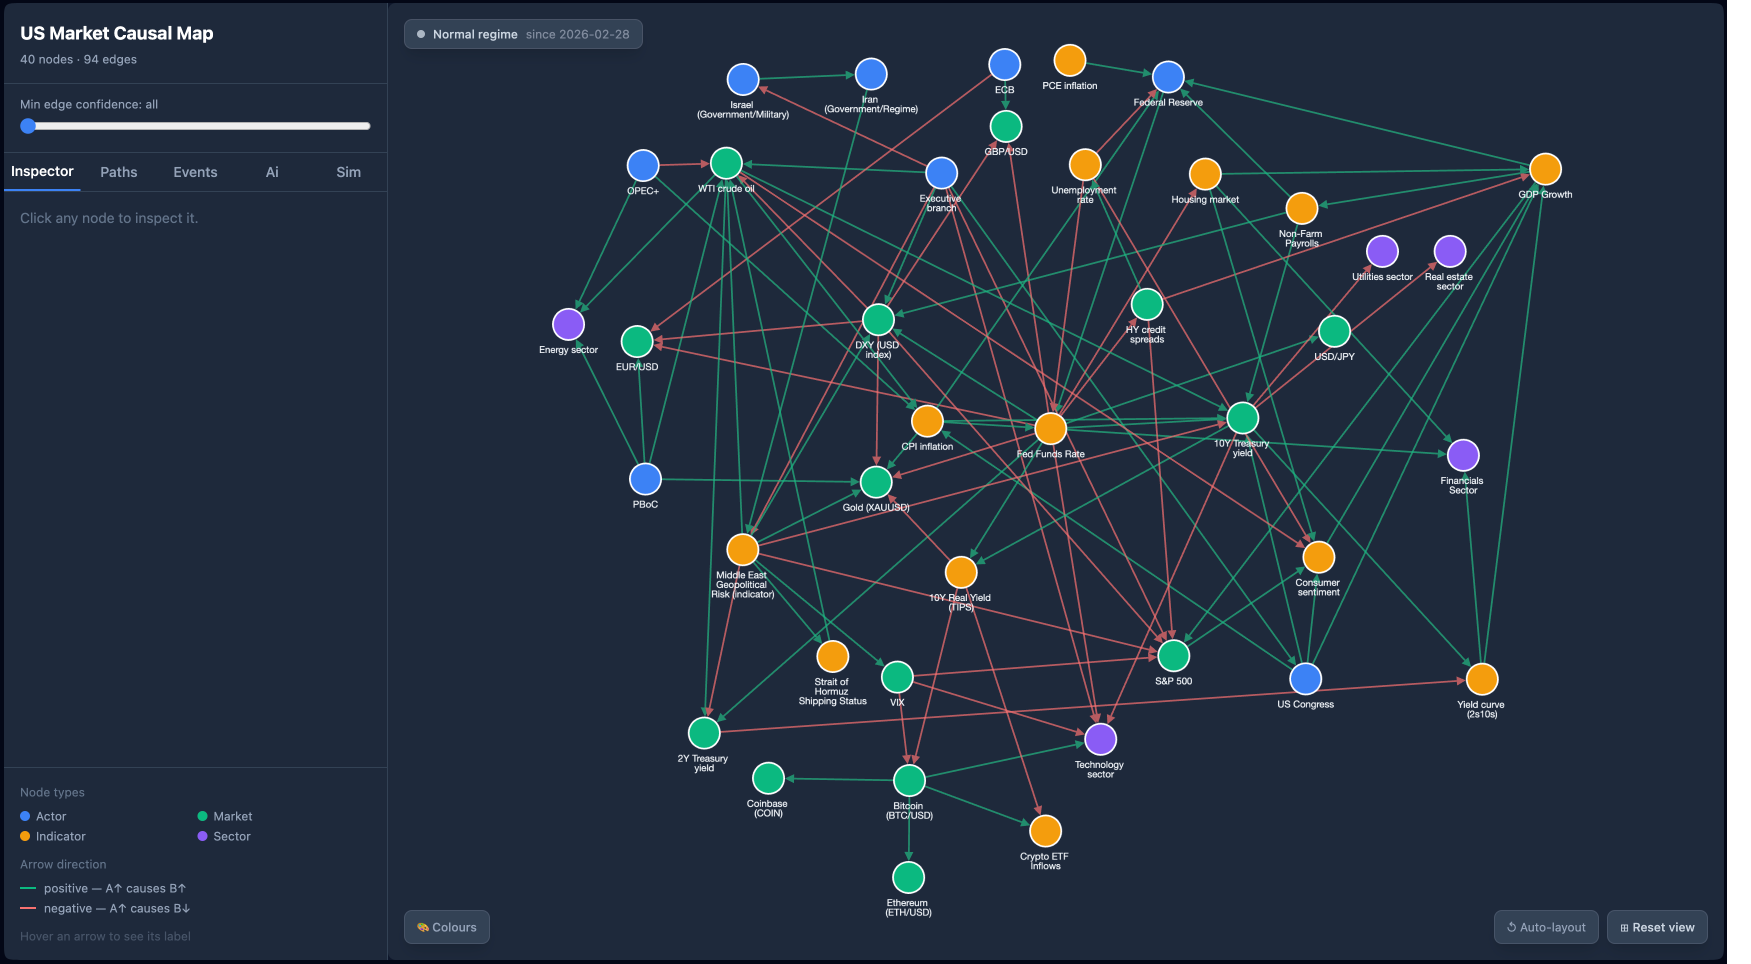 US Market Causal Map
40 nodes · 94 edges
Min edge confidence: all
Inspector
Paths
Events
Ai
Sim
Click any node to inspect it.
Node types
Actor
Market
Indicator
Sector
Arrow direction
positive — A↑ causes B↑
negative — A↑ causes B↓
Hover an arrow to see its label
Normal regime since 2026-02-28
Israel
(Government/Military)
Iran
(Government/Regime)
ECB
PCE inflation
Federal Reserve
GBP/USD
OPEC+
WTI crude oil
Executive
branch
Unemployment
rate
Housing market
GDP Growth
Non-Farm
Payrolls
Utilities sector
Real estate
sector
Energy sector
EUR/USD
DXY (USD
index)
HY credit
spreads
USD/JPY
CPI inflation
Fed Funds Rate
10Y Treasury
yield
Financials
Sector
PBoC
Gold (XAUUSD)
Middle East
Geopolitical
Risk (indicator)
10Y Real Yield
(TIPS)
Consumer
sentiment
Strait of
Hormuz
Shipping Status
VIX
S&P 500
US Congress
Yield curve
(2s10s)
2Y Treasury
yield
Technology
sector
Coinbase
(COIN)
Bitcoin
(BTC/USD)
Crypto ETF
Inflows
Ethereum
(ETH/USD)
🎨 Colours
↺ Auto-layout
⊞ Reset view